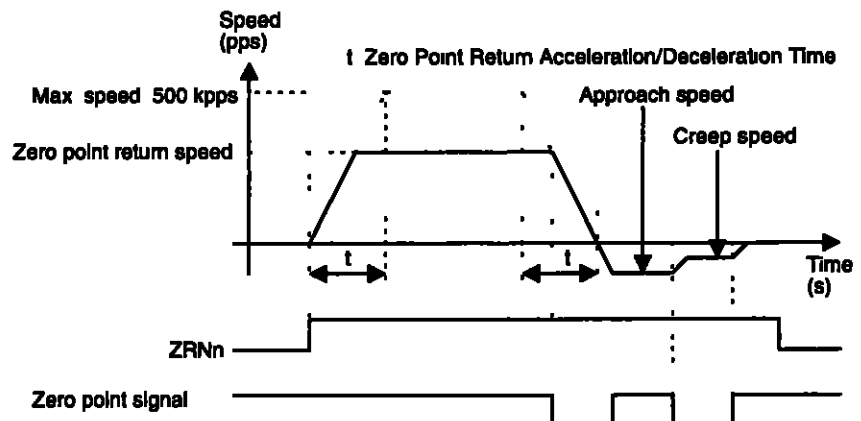 Speed
(pps)
t Zero Point Return Acceleration/Deceleration Time
Max speed 500 kpps
Approach speed
Zero point return speed
Creep speed
t
t
Time
(s)
ZRNn
Zero point signal